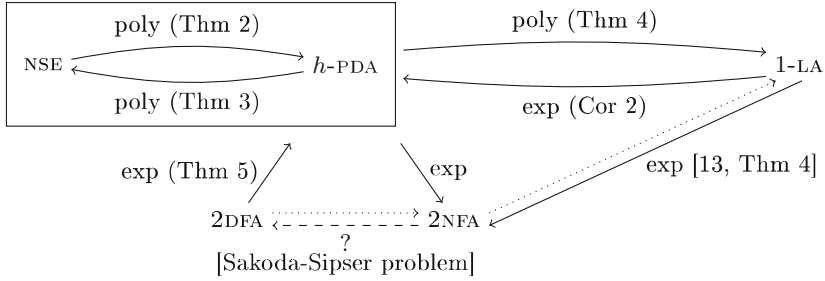 poly (Thm 2)
NSE
h-PDA
poly (Thm 3)
poly (Thm 4)
1-LA
exp (Cor 2)
exp (Thm 5)
exp
exp [13, Thm 4]
2DFA
2NFA
?
[Sakoda-Sipser problem]